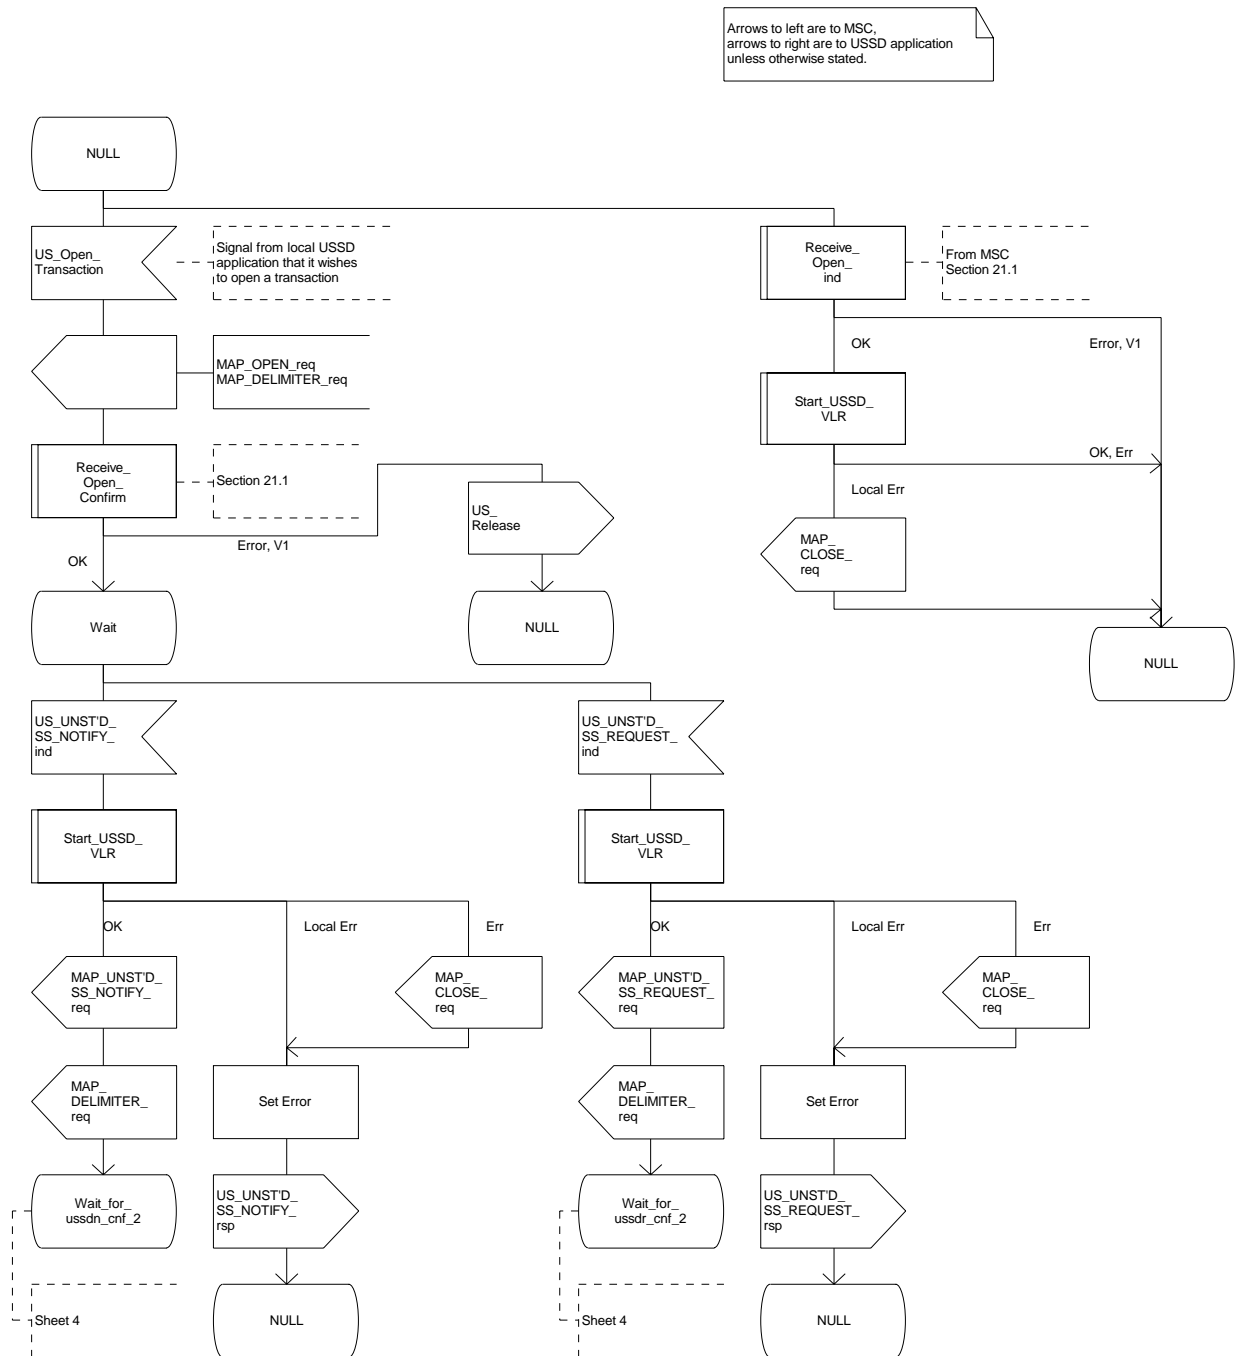 Arrows to left are to MSC,
arrows to right are to USSD application
unless otherwise stated.
NULL
US_Open_
Transaction
Signal from local USSD
application that it wishes
to open a transaction
Receive_
Open_
ind
From MSC
Section 21.1
MAP_OPEN_req
MAP_DELIMITER_req
OK
Error, V1
Start_USSD_
VLR
Receive_
Open_
Confirm
Section 21.1
OK, Err
Local Err
US_
Release
Error, V1
OK
MAP_
CLOSE_
req
Wait
NULL
NULL
US_UNST'D_
SS_NOTIFY_
ind
US_UNST'D_
SS_REQUEST_
ind
Start_USSD_
VLR
Start_USSD_
VLR
OK
Local Err
Err
OK
Local Err
Err
MAP_UNST'D_
SS_NOTIFY_
req
MAP_
CLOSE_
req
MAP_UNST'D_
SS_REQUEST_
req
MAP_
CLOSE_
req
MAP_
DELIMITER_
req
Set Error
MAP_
DELIMITER_
req
Set Error
Wait_for_
ussdn_cnf_2
US_UNST'D_
SS_NOTIFY_
rsp
Wait_for_
ussdr_cnf_2
US_UNST'D_
SS_REQUEST_
rsp
Sheet 4
NULL
Sheet 4
NULL